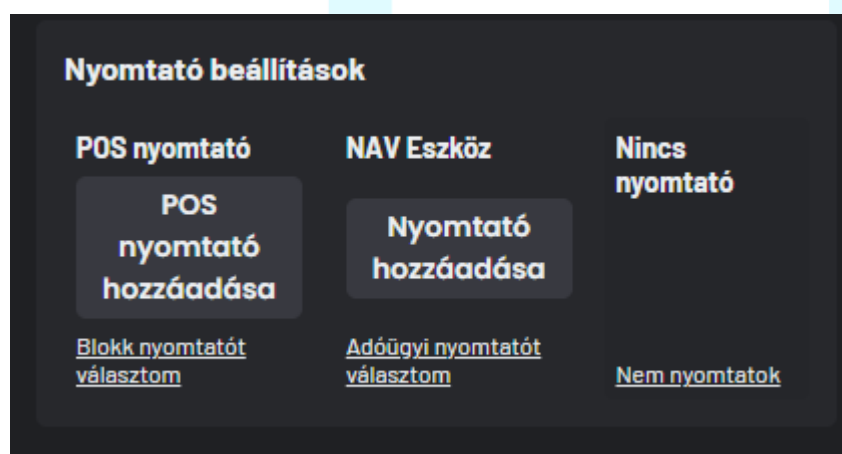 Nyomtató beállítások
POS nyomtató
POS
nyomtató
hozzáadása
Blokk nyomtatót
választom
NAV Eszköz
Nyomtató
hozzáadása
Adóügyi nyomtatót
választom
Nincs
nyomtató
Nem nyomtatok